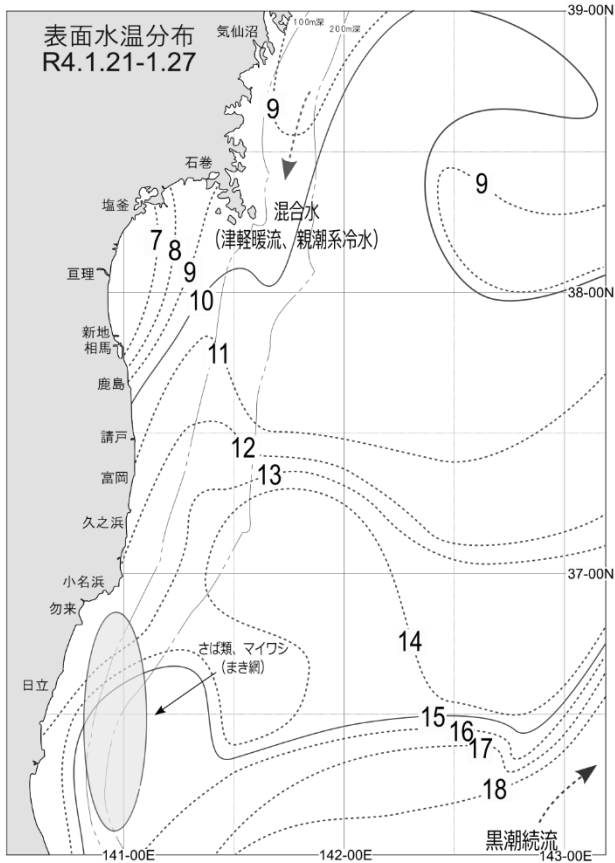 表面水温分布
R4.1.21-1.27
39-00N
気仙沼
100m深
200m深
9
石巻
塩釜
9
混合水
(津軽暖流、親潮系冷水)
7
8
9
亘理
10
38-00N
新地
相馬
11
鹿島
請戸
12
富岡
13
久之浜
37-00N
小名浜
勿来
さば類、マイワシ
(まき網)
14
日立
15
16
17
18
黒潮続流
141-00E
142-00E
143-00E